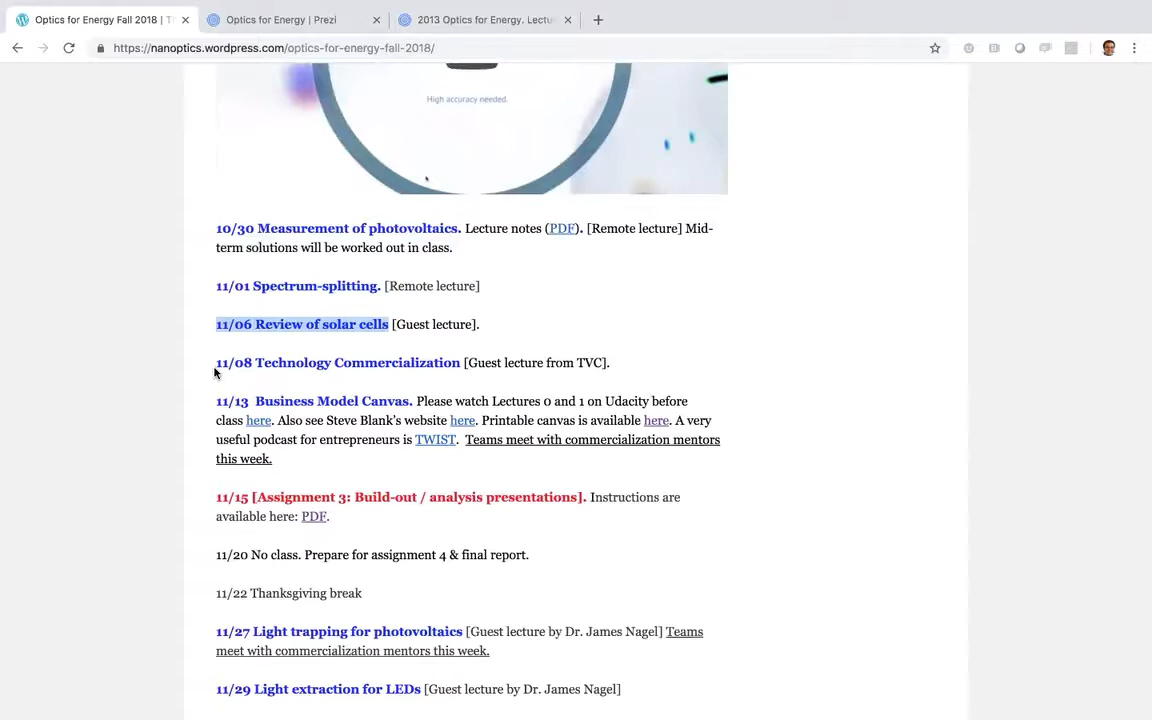 Optics for Energy Fall 2018 | T
Optics for Energy | Prezi
2013 Optics for Energy. Lectu
https://nanoptics.wordpress.com/optics-for-energy-fall-2018/
High accuracy needed.
10/30 Measurement of photovoltaics. Lecture notes (PDF). [Remote lecture] Mid-
term solutions will be worked out in class.
11/01 Spectrum-splitting. [Remote lecture]
11/06 Review of solar cells [Guest lecture].
11/08 Technology Commercialization [Guest lecture from TVC].
11/13 Business Model Canvas. Please watch Lectures 0 and 1 on Udacity before
class here. Also see Steve Blank's website here. Printable canvas is available here. A very
useful podcast for entrepreneurs is TWIST. Teams meet with commercialization mentors
this week.
11/15 [Assignment 3: Build-out / analysis presentations]. Instructions are
available here: PDF.
11/20 No class. Prepare for assignment 4 & final report.
11/22 Thanksgiving break
11/27 Light trapping for photovoltaics [Guest lecture by Dr. James Nagel] Teams
meet with commercialization mentors this week.
11/29 Light extraction for LEDs [Guest lecture by Dr. James Nagel]